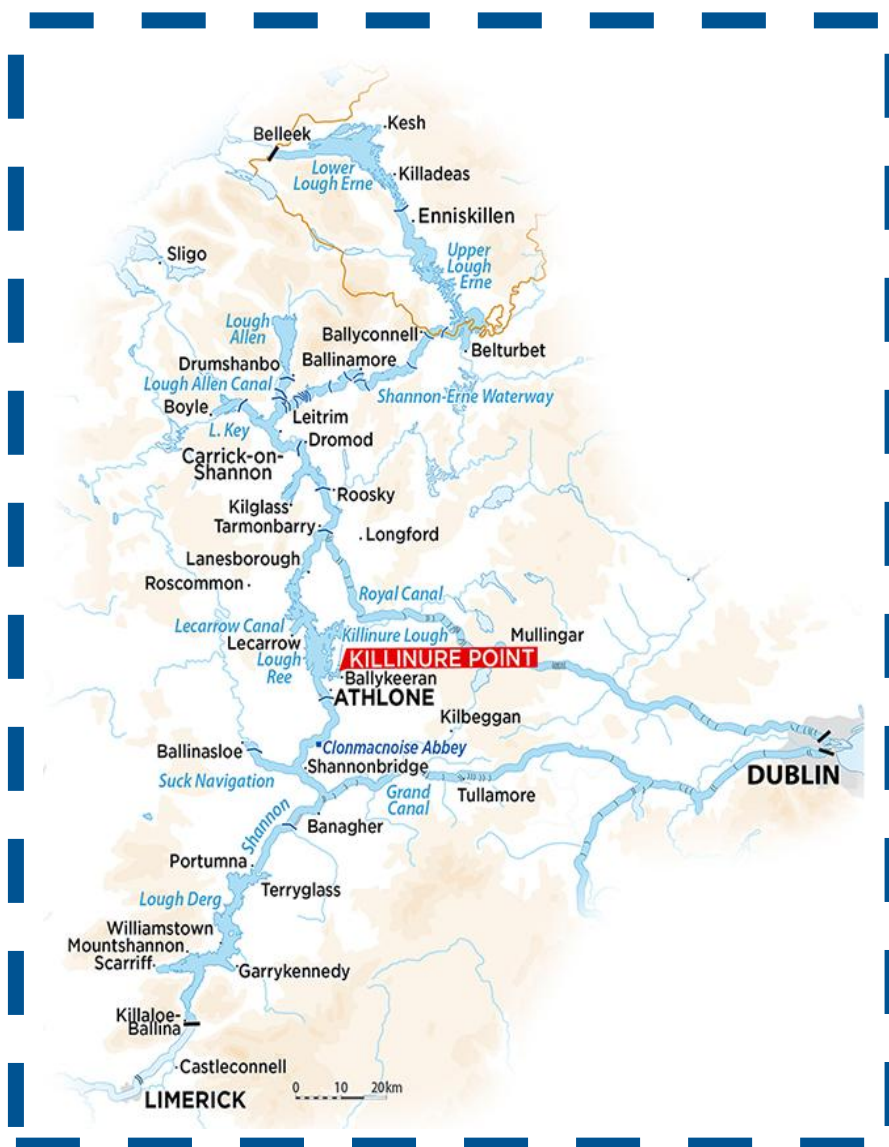 Kesh
Belleek
Lower
Lough Erne
Killadeas
Enniskillen
Upper
Lough
Erne
Sligo
Lough
Allen
Ballyconnell
Belturbet
Drumshanbo
Ballinamore
Lough Allen Canal
Shannon-Erne Waterway
Boyle
Leitrim
L. Key
Dromod
Carrick-on-
Shannon
Roosky
Kilglass
Tarmonbarry
Longford
Lanesborough
Roscommon
Royal Canal
Lecarrow Canal
Killinure Lough
Mullingar
Lecarrow
Lough
Ree
KILLINURE POINT
Ballykeeran
ATHLONE
Kilbeggan
Ballinasloe
Clonmacnoise Abbey
Shannonbridge
Suck Navigation
Grand
Canal
Tullamore
DUBLIN
Shannon
Banagher
Portumna
Terryglass
Lough Derg
Williamstown
Mountshannon
Scarriff
Garrykennedy
Killaloe-
Ballina
Castleconnell
0 10 20km
LIMERICK